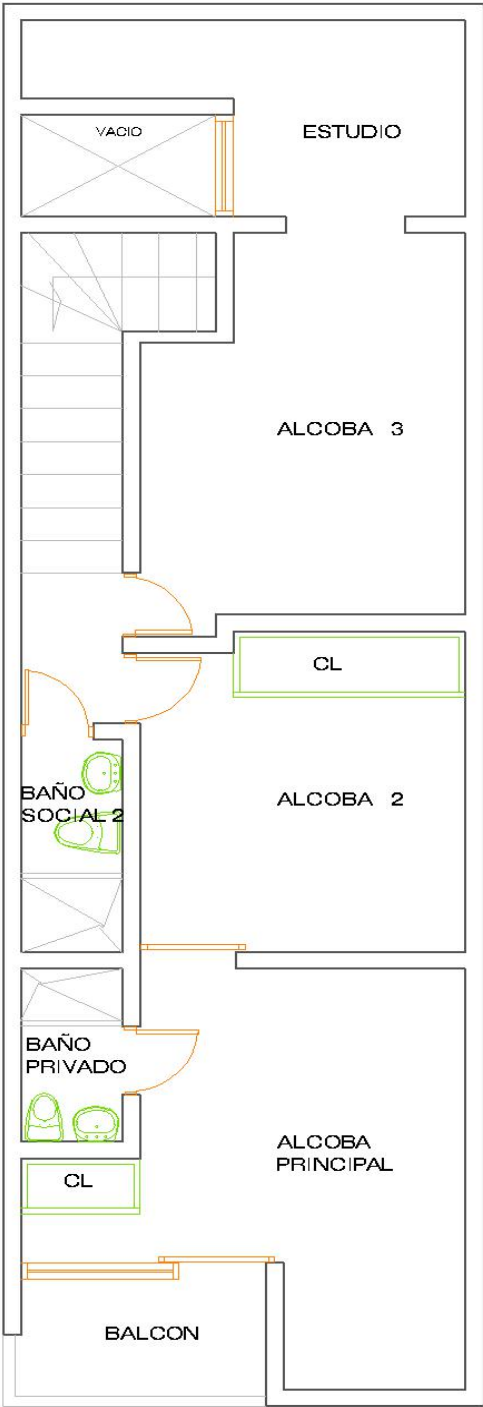 VACIO
ESTUDIO
ALCOBA 3
CL
BAÑO
SOCIAL 2
ALCOBA 2
BAÑO
PRIVADO
ALCOBA
PRINCIPAL
CL
BALCON